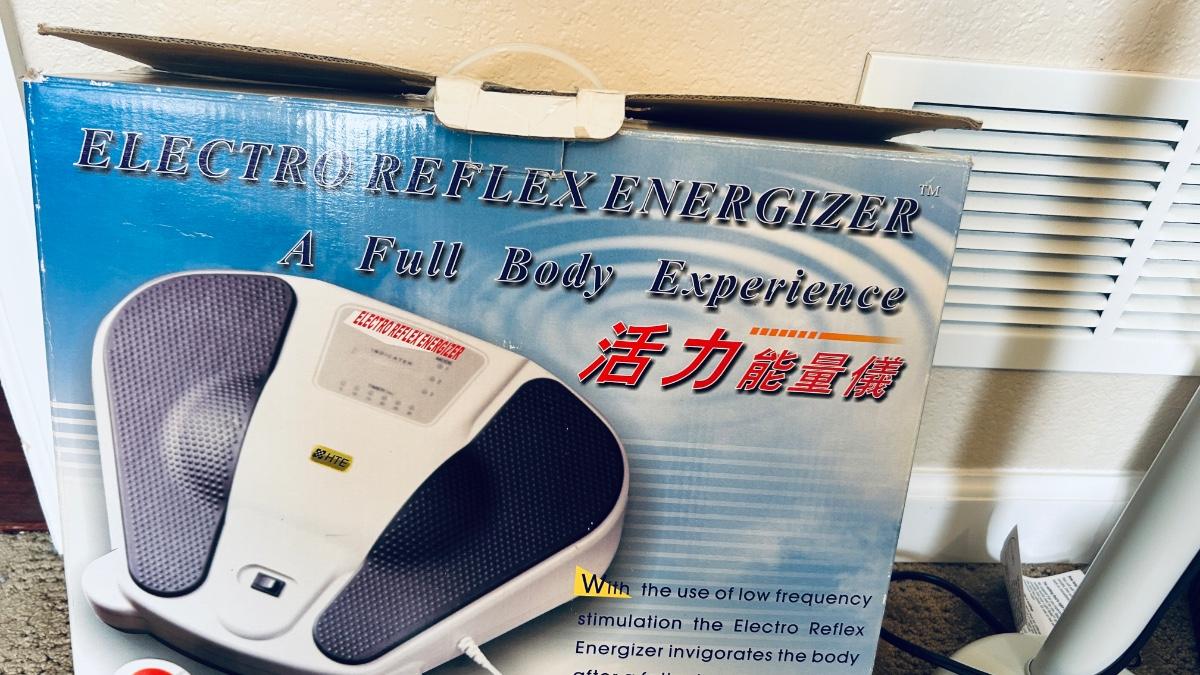 ELECTRO REFLEX ENERGIZER™
A Full Body Experience
活力能量儀
ELECTRO REFLEX ENERGIZER
INDICATER
HTE
With the use of low frequency
stimulation the Electro Reflex
Energizer invigorates the body